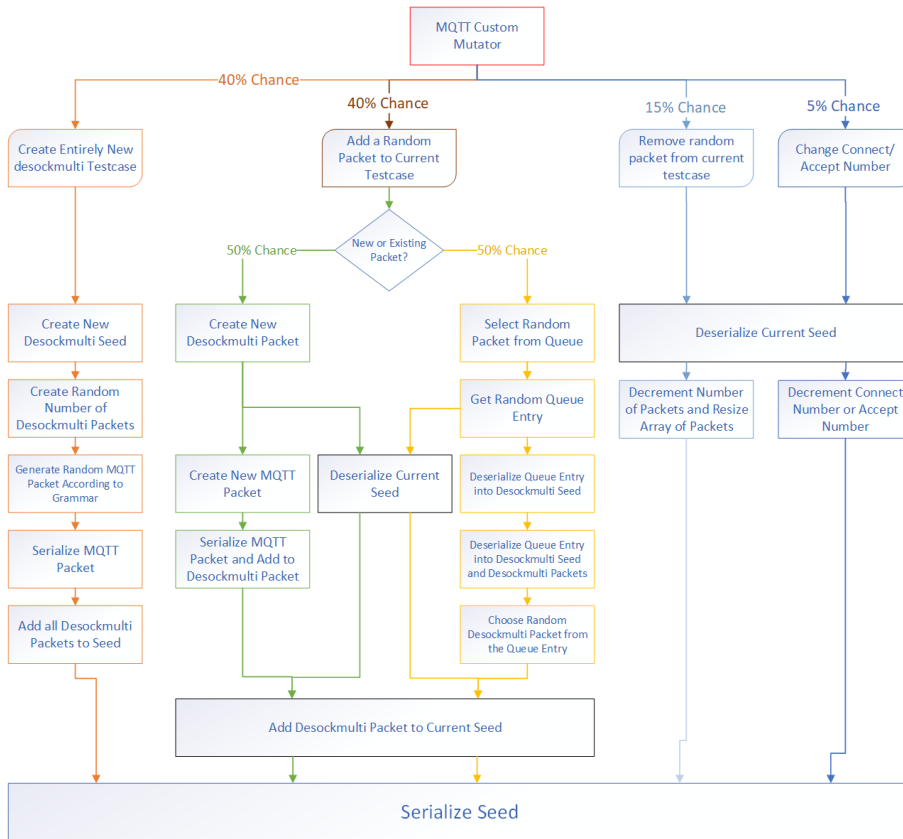 MQTT Custom
Mutator
40% Chance
40% Chance
15% Chance
5% Chance
Create Entirely New
desockmulti Testcase
Add a Random
Packet to Current
Testcase
Remove random
packet from current
testcase
Change Connect/
Accept Number
50% Chance
New or Existing
Packet?
50% Chance
Create New
Desockmulti Seed
Create New
Desockmulti Packet
Select Random
Packet from Queue
Deserialize Current Seed
Create Random
Number of
Desockmulti Packets
Get Random Queue
Entry
Decrement Number
of Packets and Resize
Array of Packets
Decrement Connect
Number or Accept
Number
Generate Random MQTT
Packet According to
Grammar
Create New MQTT
Packet
Deserialize Current
Seed
Deserialize Queue Entry
into Desockmulti Seed
Serialize MQTT
Packet
Serialize MQTT
Packet and Add to
Desockmulti Packet
Deserialize Queue Entry
into Desockmulti Seed
and Desockmulti Packets
Add all Desockmulti
Packets to Seed
Choose Random
Desockmulti Packet from
the Queue Entry
Add Desockmulti Packet to Current Seed
Serialize Seed